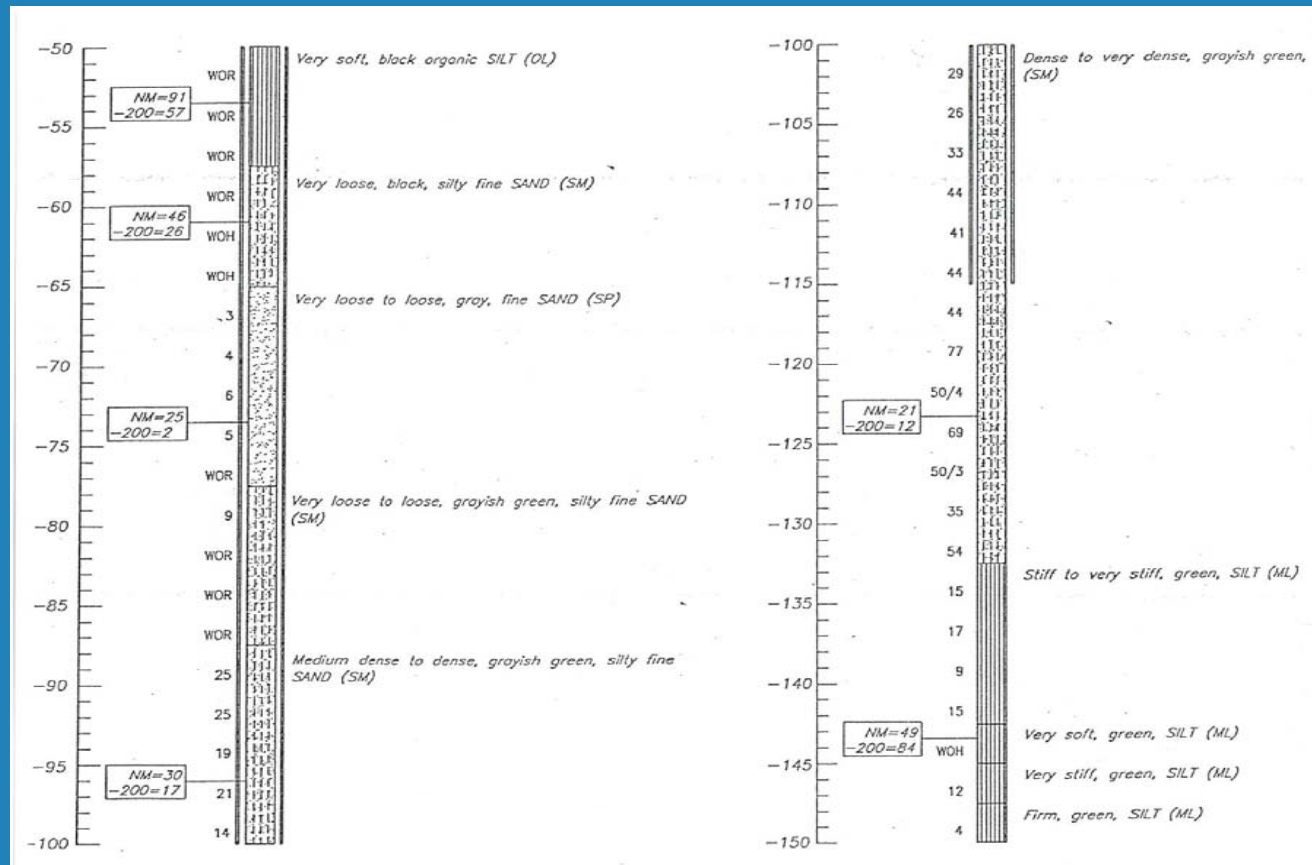 -50
Very soft, black organic SILT (OL)
WOR
NM=91
-200=57
WOR
-55
WOR
Very loose, black, silty fine SAND (SM)
WOR
-60
NM=46
-200=26
WOH
WOH
-65
Very loose to loose, gray, fine SAND (SP)
3
4
-70
6
NM=25
-200=2
5
-75
WOR
Very loose to loose, grayish green, silty fine SAND
(SM)
9
-80
WOR
WOR
-85
WOR
Medium dense to dense, grayish green, silty fine
SAND (SM)
25
-90
25
19
-95
NM=30
-200=17
21
14
-100
-100
Dense to very dense, grayish green,
(SM)
29
26
-105
33
44
-110
41
44
-115
44
77
-120
50/4
NM=21
-200=12
69
-125
50/3
35
-130
54
Stiff to very stiff, green, SILT (ML)
15
-135
17
9
-140
15
NM=49
-200=84
Very soft, green, SILT (ML)
WOH
-145
Very stiff, green, SILT (ML)
12
Firm, green, SILT (ML)
4
-150